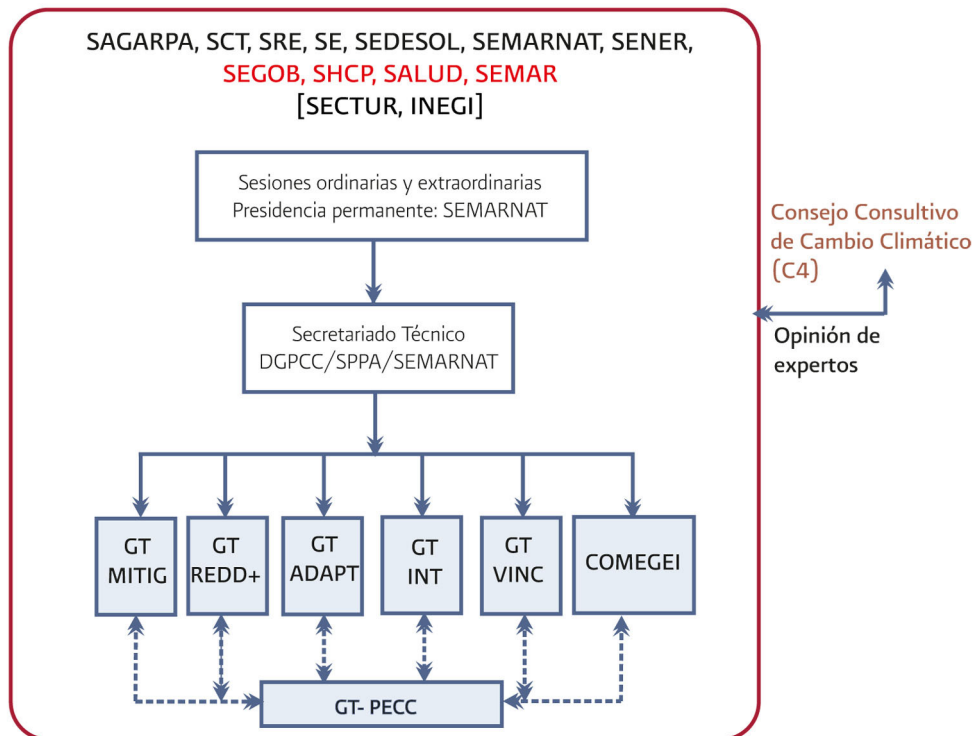 SAGARPA, SCT, SRE, SE, SEDESOL, SEMARNAT, SENER,
SEGOB, SHCP, SALUD, SEMAR
[SECTUR, INEGI]
Sesiones ordinarias y extraordinarias
Presidencia permanente: SEMARNAT
Consejo Consultivo
de Cambio Climático
(C4)
Opinión de
expertos
Secretariado Técnico
DGPCC/SPPA/SEMARNAT
GT
MITIG
GT
REDD+
GT
ADAPT
GT
INT
GT
VINC
COMEGEI
GT- PECC